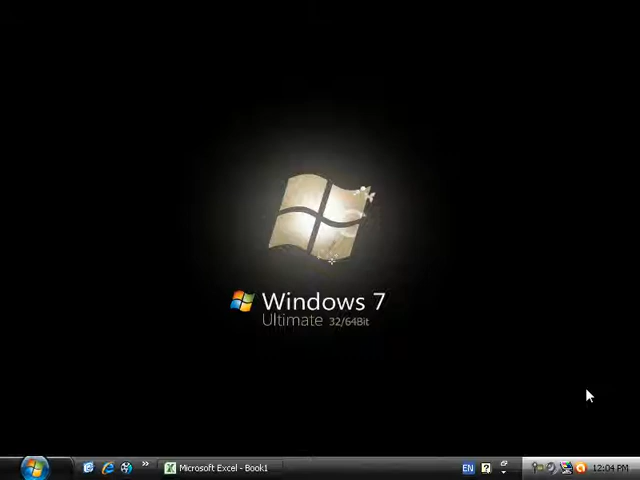 Windows 7
Ultimate 32/64Bit
Microsoft Excel - Book1
EN
12:04 PM